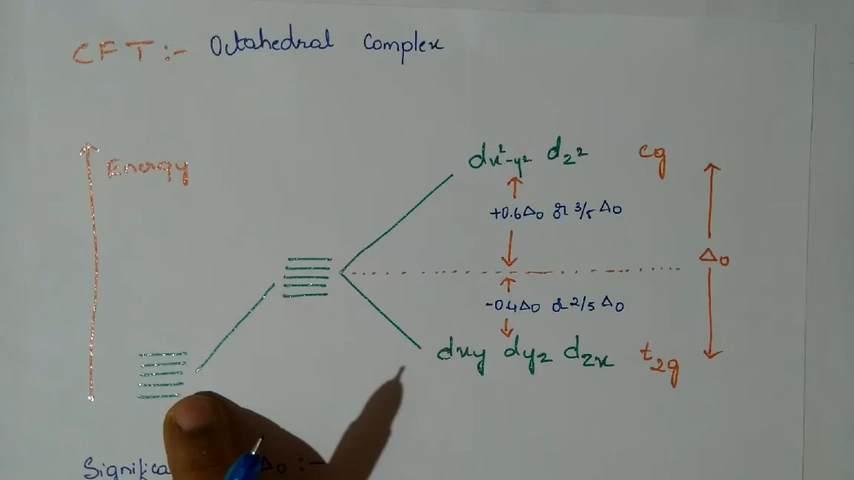 CFT:- Octahedral Complex
Energy
dx²-y² dz² eg
+0.6Δo or 3/5 Δo
Δo
-0.4Δo or 2/5 Δo
dxy dyz dzx t2g
Δo :-